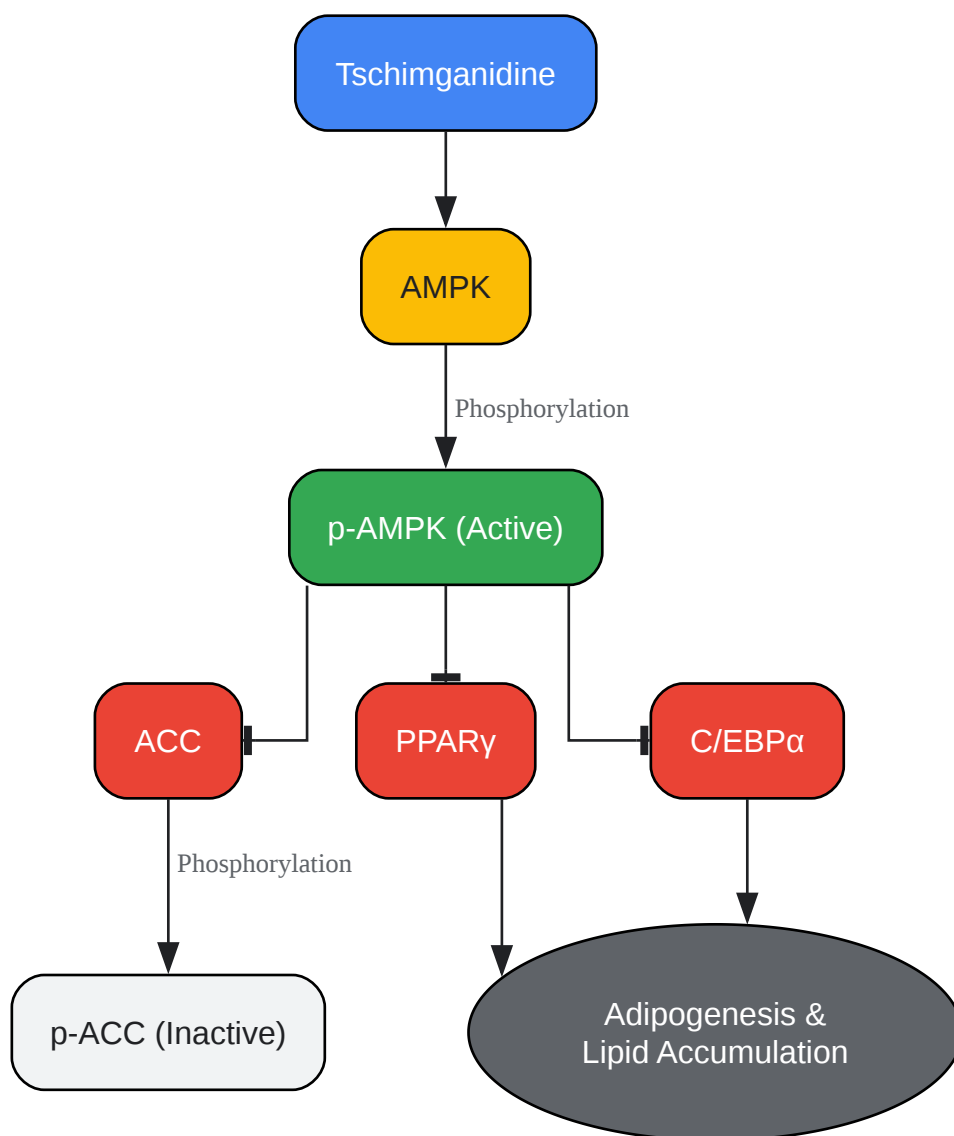 Tschimganidine
AMPK
Phosphorylation
p-AMPK (Active)
ACC
PPARγ
C/EBPα
Phosphorylation
p-ACC (Inactive)
Adipogenesis &
Lipid Accumulation